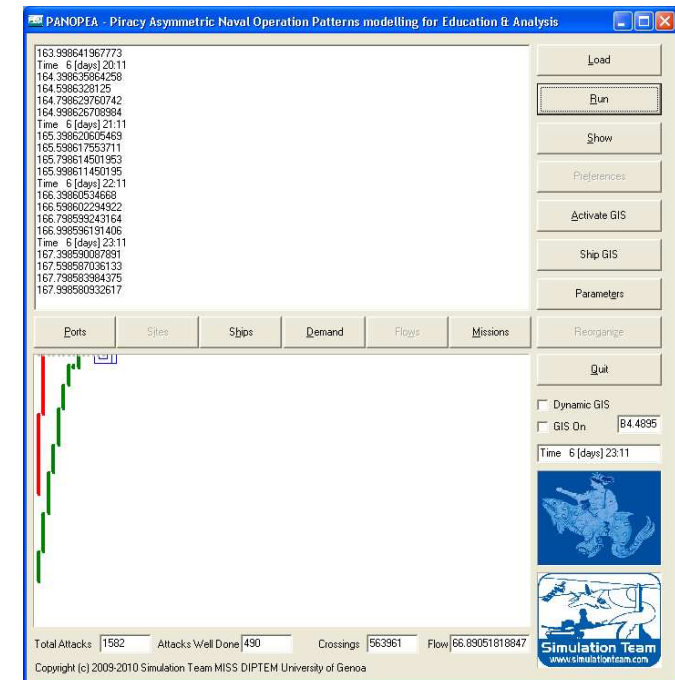 PANOPEA - Piracy Asymmetric Naval Operation Patterns modelling for Education & Analysis
163.998641967773
Time 6 [days] 20:11
164.398635864258
164.5986328125
164.798629760742
164.998626708984
Time 6 [days] 21:11
165.398620605469
165.598617553711
165.798614501953
165.998611450195
Time 6 [days] 22:11
166.39860534668
166.598602294922
166.798599243164
166.998596191406
Time 6 [days] 23:11
167.398590087891
167.598587036133
167.798583984375
167.998580932617
Load
Run
Show
Preferences
Activate GIS
Ship GIS
Parameters
Ports Sites Ships Demand Flows Missions Reorganize
Quit
Dynamic GIS
GIS On B4.4895
Time 6 [days] 23:11
Total Attacks 1582 Attacks Well Done 490 Crossings 563961 Flow 66.89051818847
Copyright (c) 2009-2010 Simulation Team MISS DIPTEM University of Genoa
Simulation Team
www.simulationteam.com